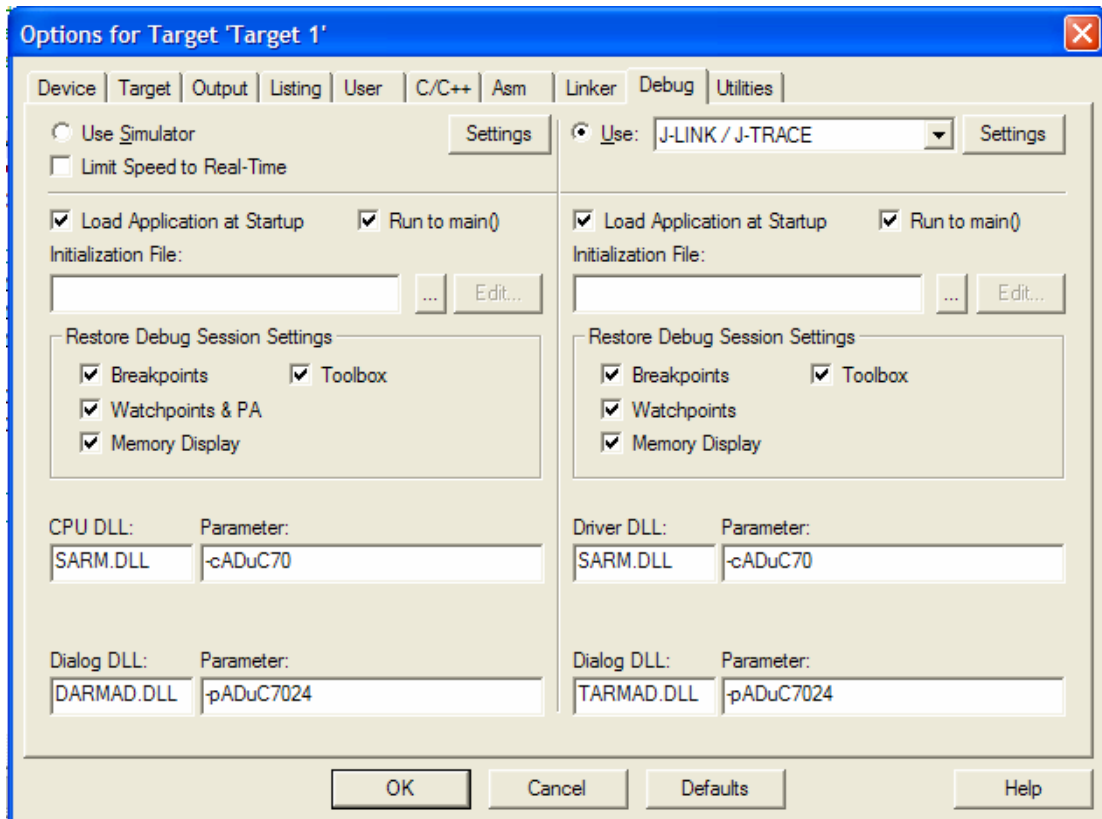 Options for Target 'Target 1'
Device Target Output Listing User C/C++ Asm Linker Debug Utilities
Use Simulator Settings
Limit Speed to Real-Time
Load Application at Startup Run to main()
Initialization File:
... Edit...
Restore Debug Session Settings
Breakpoints Toolbox
Watchpoints & PA
Memory Display
CPU DLL: Parameter:
SARM.DLL -cADuC70
Dialog DLL: Parameter:
DARMAD.DLL -pADuC7024
Use: J-LINK / J-TRACE Settings
Load Application at Startup Run to main()
Initialization File:
... Edit...
Restore Debug Session Settings
Breakpoints Toolbox
Watchpoints
Memory Display
Driver DLL: Parameter:
SARM.DLL -cADuC70
Dialog DLL: Parameter:
TARMAD.DLL -pADuC7024
OK Cancel Defaults Help